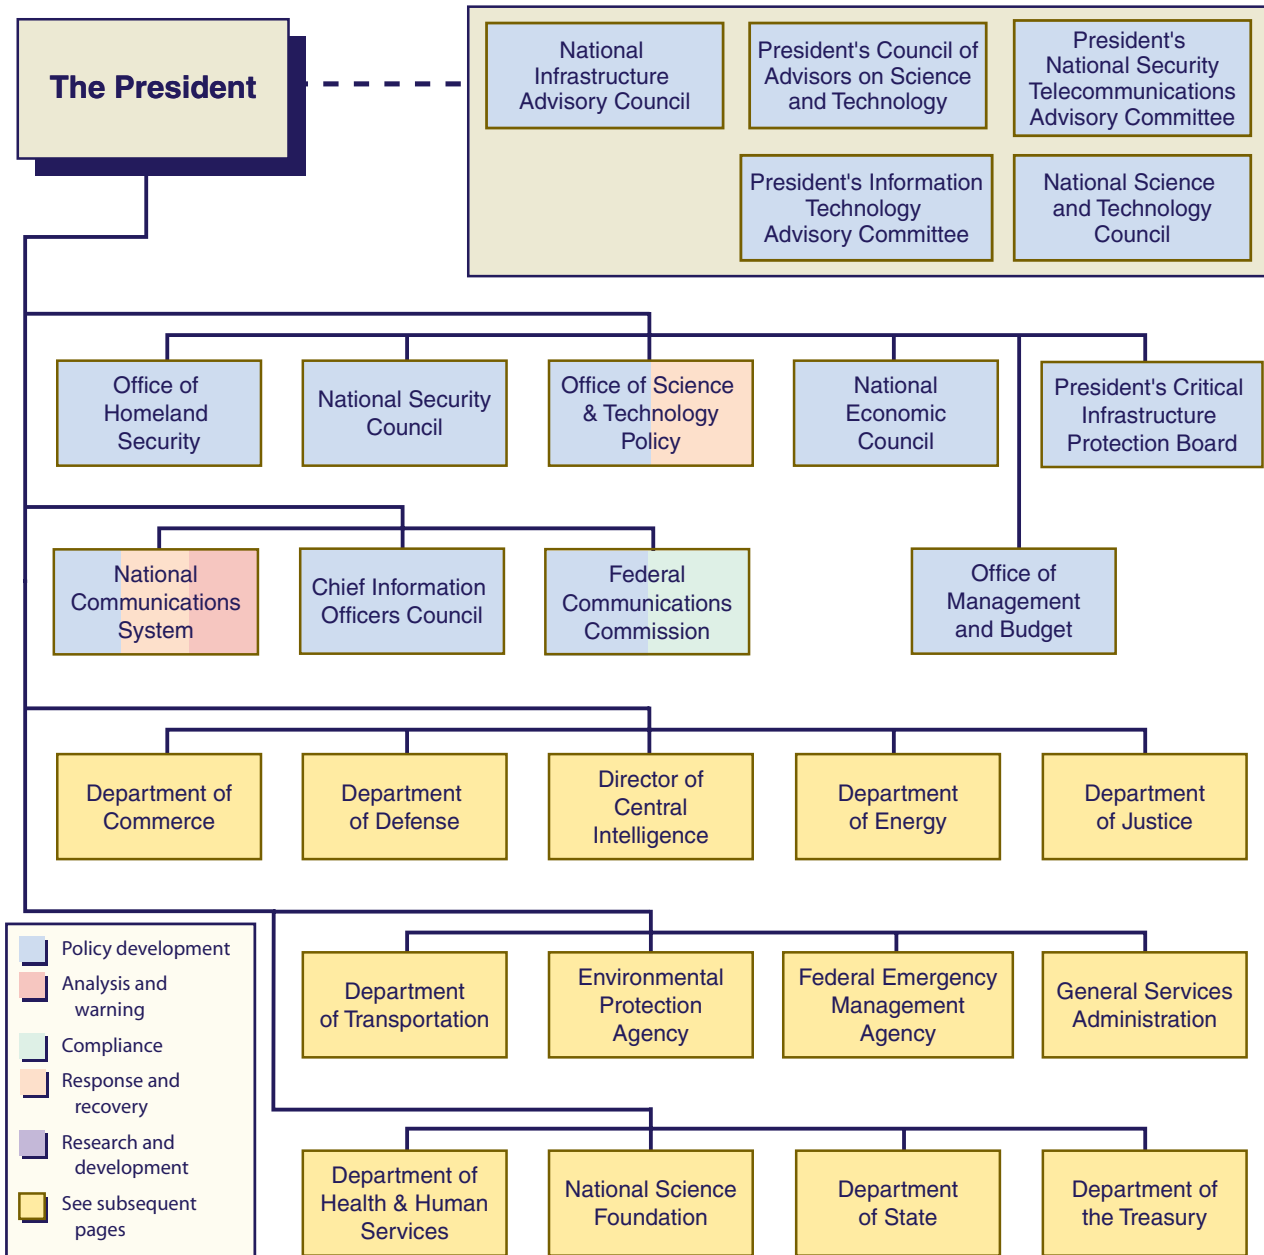 The President
National
Infrastructure
Advisory Council
President's Council of
Advisors on Science
and Technology
President's
National Security
Telecommunications
Advisory Committee
President's Information
Technology
Advisory Committee
National Science
and Technology
Council
Office of
Homeland
Security
National Security
Council
Office of Science
& Technology
Policy
National
Economic
Council
President's Critical
Infrastructure
Protection Board
National
Communications
System
Chief Information
Officers Council
Federal
Communications
Commission
Office of
Management
and Budget
Department of
Commerce
Department
of Defense
Director of
Central
Intelligence
Department
of Energy
Department
of Justice
Department
of Transportation
Environmental
Protection
Agency
Federal Emergency
Management
Agency
General Services
Administration
Department of
Health & Human
Services
National Science
Foundation
Department
of State
Department of
the Treasury
Policy development
Analysis and
warning
Compliance
Response and
recovery
Research and
development
See subsequent
pages